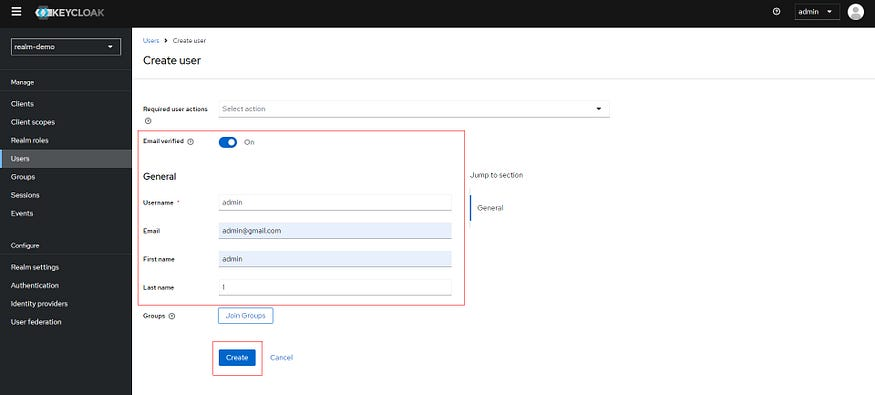 KEYCLOAK
admin
realm-demo
Manage
Clients
Client scopes
Realm roles
Users
Groups
Sessions
Events
Configure
Realm settings
Authentication
Identity providers
User federation
Users > Create user
Create user
Required user actions
Select action
Email verified
On
General
Username *
admin
Email
admin@gmail.com
First name
admin
Last name
1
Groups
Join Groups
Create
Cancel
Jump to section
General